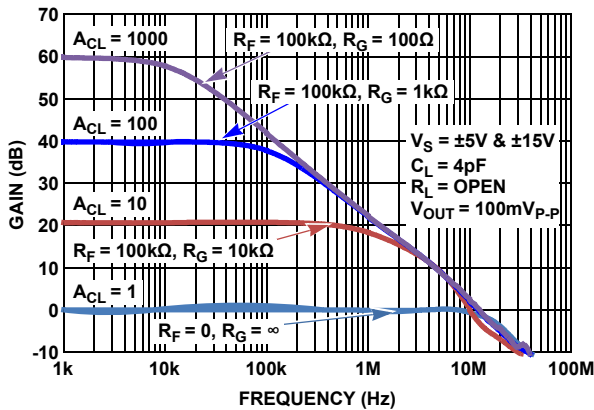 70
60
50
40
30
20
10
0
-10
GAIN (dB)
A_CL = 1000
R_F = 100kΩ, R_G = 100Ω
R_F = 100kΩ, R_G = 1kΩ
A_CL = 100
V_S = ±5V & ±15V
C_L = 4pF
R_L = OPEN
V_OUT = 100mV_P-P
A_CL = 10
R_F = 100kΩ, R_G = 10kΩ
A_CL = 1
R_F = 0, R_G = ∞
1k 10k 100k 1M 10M 100M
FREQUENCY (Hz)